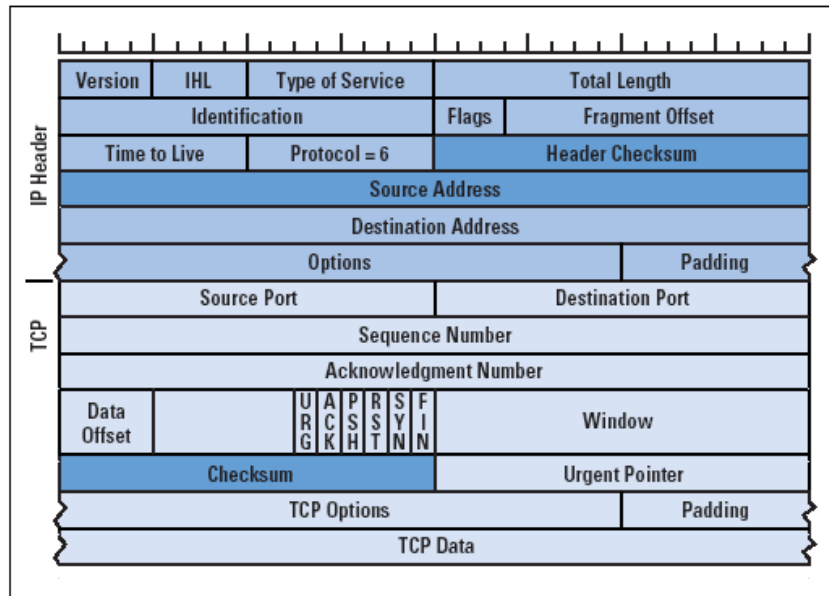 IP Header
Version IHL Type of Service Total Length
Identification Flags Fragment Offset
Time to Live Protocol = 6 Header Checksum
Source Address
Destination Address
Options Padding
TCP
Source Port Destination Port
Sequence Number
Acknowledgment Number
Data Offset URG ACK PSH RST SYN FIN Window
Checksum Urgent Pointer
TCP Options Padding
TCP Data